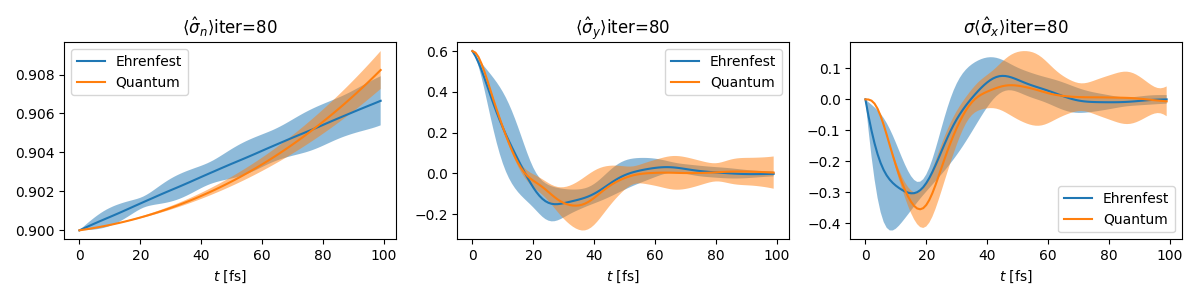 ⟨σ̂ₙ⟩iter=80
0.908
0.906
0.904
0.902
0.900
0 20 40 60 80 100
t [fs]
Ehrenfest
Quantum
⟨σ̂ᵧ⟩iter=80
0.6
0.4
0.2
0.0
−0.2
0 20 40 60 80 100
t [fs]
Ehrenfest
Quantum
σ⟨σ̂ₓ⟩iter=80
0.1
0.0
−0.1
−0.2
−0.3
−0.4
0 20 40 60 80 100
t [fs]
Ehrenfest
Quantum